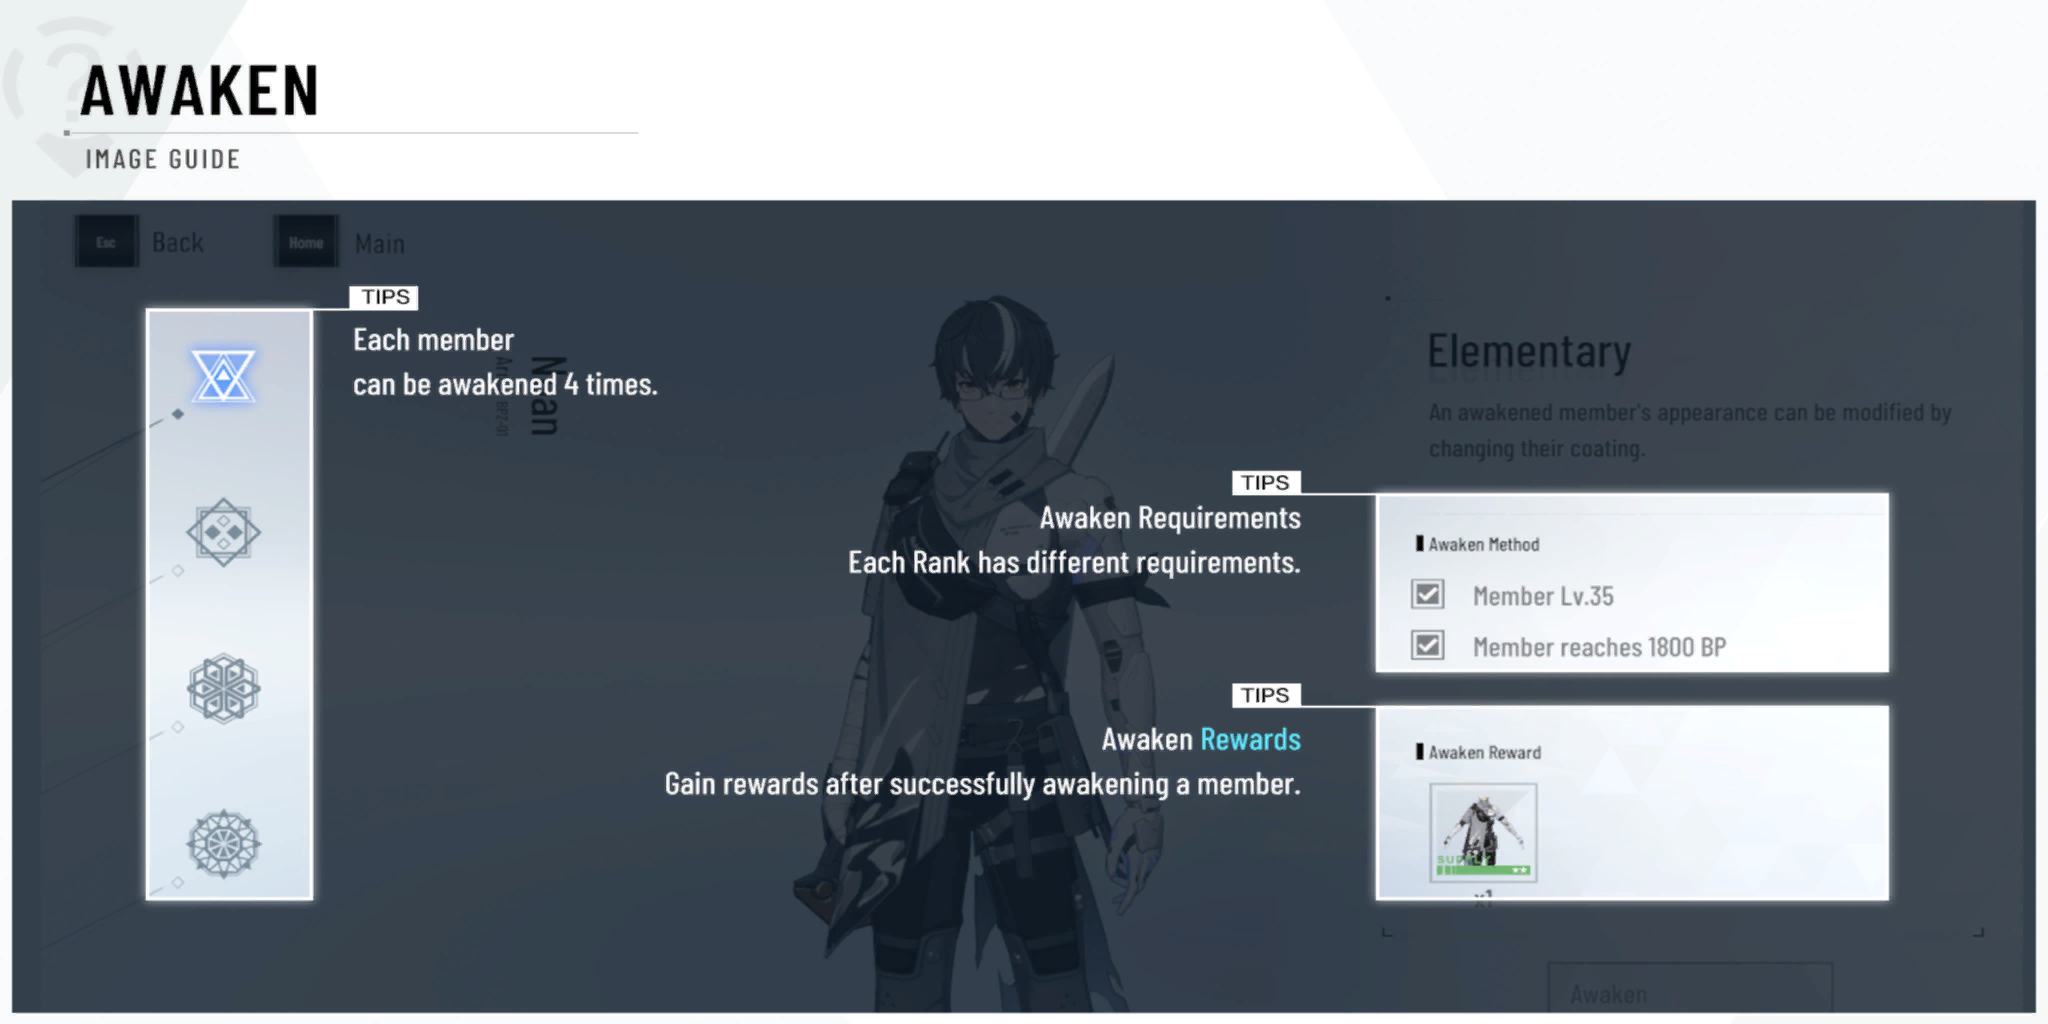 AWAKEN
IMAGE GUIDE
Esc Back Home Main
TIPS
Each member
can be awakened 4 times.
Elementary
An awakened member's appearance can be modified by
changing their coating.
TIPS
Awaken Requirements
Each Rank has different requirements.
Awaken Method
Member Lv.35
Member reaches 1800 BP
TIPS
Awaken Rewards
Gain rewards after successfully awakening a member.
Awaken Reward
x1
Awaken